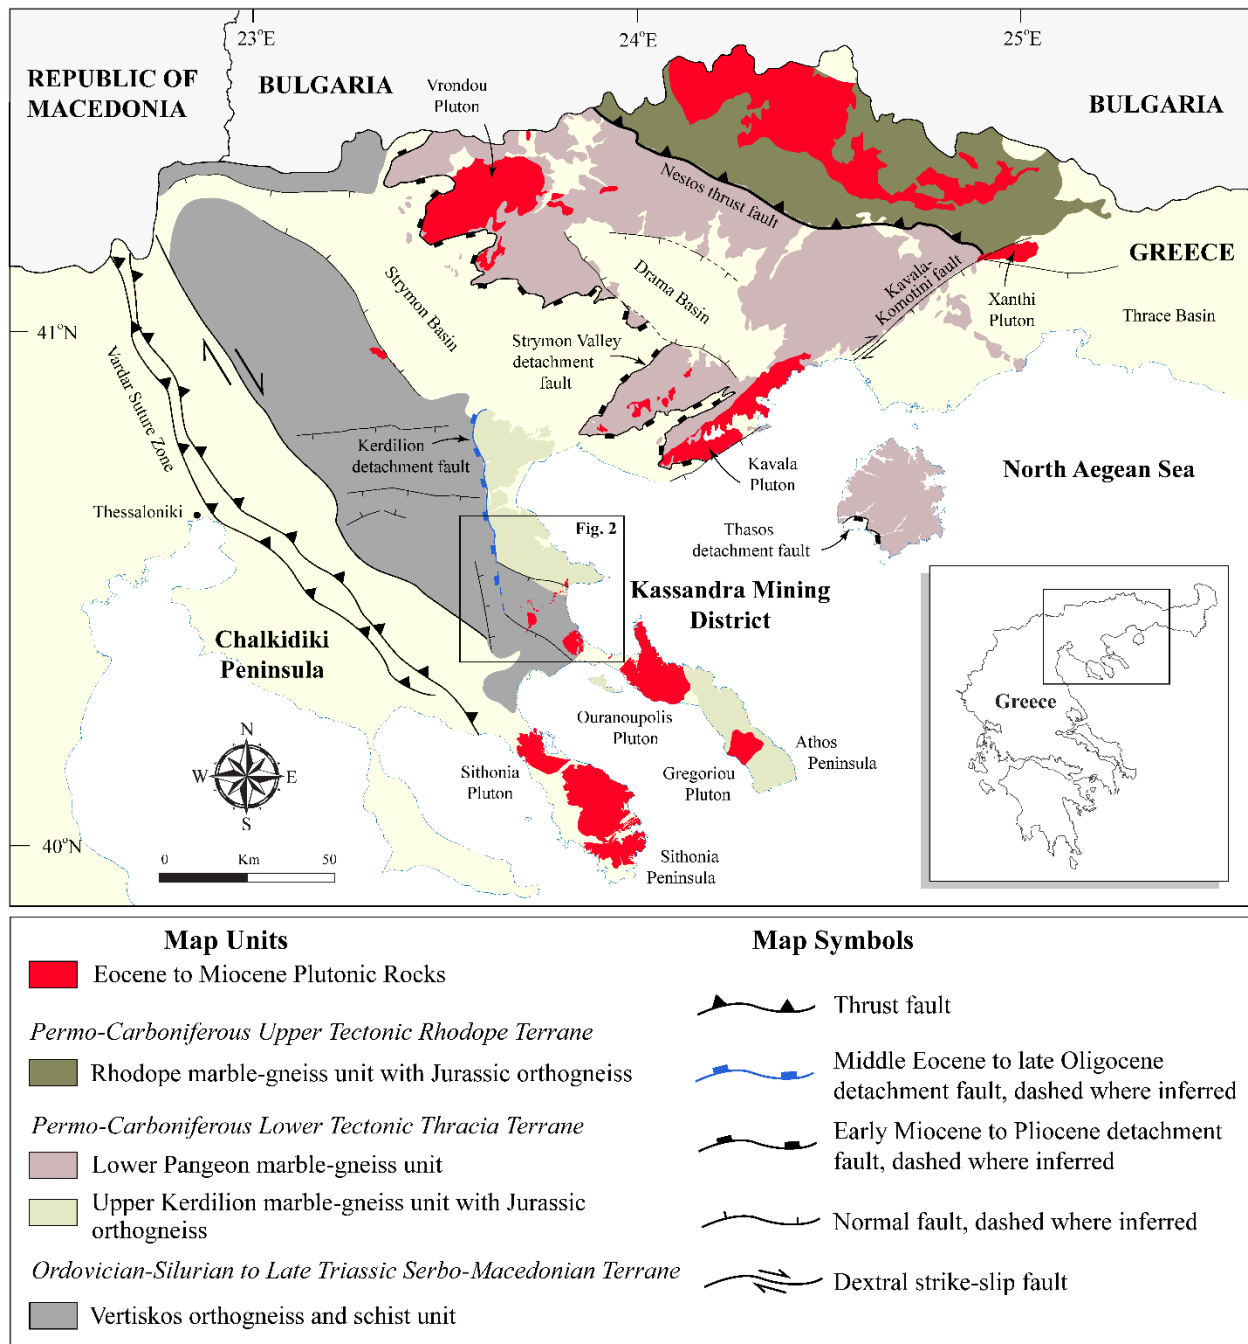 23°E
24°E
25°E
REPUBLIC OF
MACEDONIA
BULGARIA
Vrondou
Pluton
BULGARIA
Nestos thrust fault
GREECE
Kavala-
Komotini fault
Xanthi
Pluton
Thrace Basin
Strymon Basin
Drama Basin
41°N
Strymon Valley
detachment
fault
Vardar Suture Zone
Kerdilion
detachment fault
Kavala
Pluton
North Aegean Sea
Thessaloniki
Fig. 2
Thasos
detachment fault
Kassandra Mining
District
Chalkidiki
Peninsula
Greece
Ouranoupolis
Pluton
Athos
Peninsula
Gregoriou
Pluton
N
W
E
S
Sithonia
Pluton
40°N
0
Km
50
Sithonia
Peninsula
Map Units
Eocene to Miocene Plutonic Rocks
Permo-Carboniferous Upper Tectonic Rhodope Terrane
Rhodope marble-gneiss unit with Jurassic orthogneiss
Permo-Carboniferous Lower Tectonic Thracia Terrane
Lower Pangeon marble-gneiss unit
Upper Kerdilion marble-gneiss unit with Jurassic
orthogneiss
Ordovician-Silurian to Late Triassic Serbo-Macedonian Terrane
Vertiskos orthogneiss and schist unit
Map Symbols
Thrust fault
Middle Eocene to late Oligocene
detachment fault, dashed where inferred
Early Miocene to Pliocene detachment
fault, dashed where inferred
Normal fault, dashed where inferred
Dextral strike-slip fault